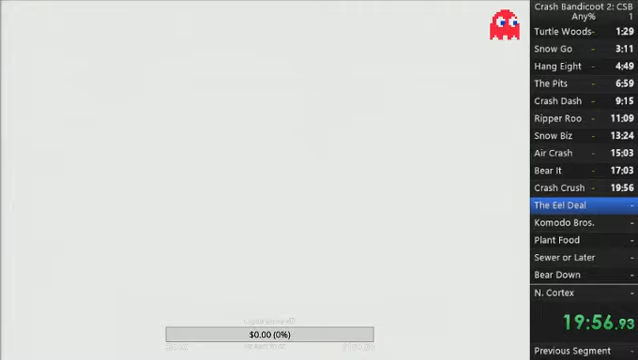 Crash Bandicoot 2: CSB
Any% 1
Turtle Woods - 1:29
Snow Go - 3:11
Hang Eight - 4:49
The Pits - 6:59
Crash Dash - 9:15
Ripper Roo - 11:09
Snow Biz - 13:24
Air Crash - 15:03
Bear It - 17:03
Crash Crush - 19:56
The Eel Deal -
Komodo Bros. -
Plant Food -
Sewer or Later -
Bear Down -
N. Cortex -
$0.00 (0%)
19:56.93
Previous Segment -